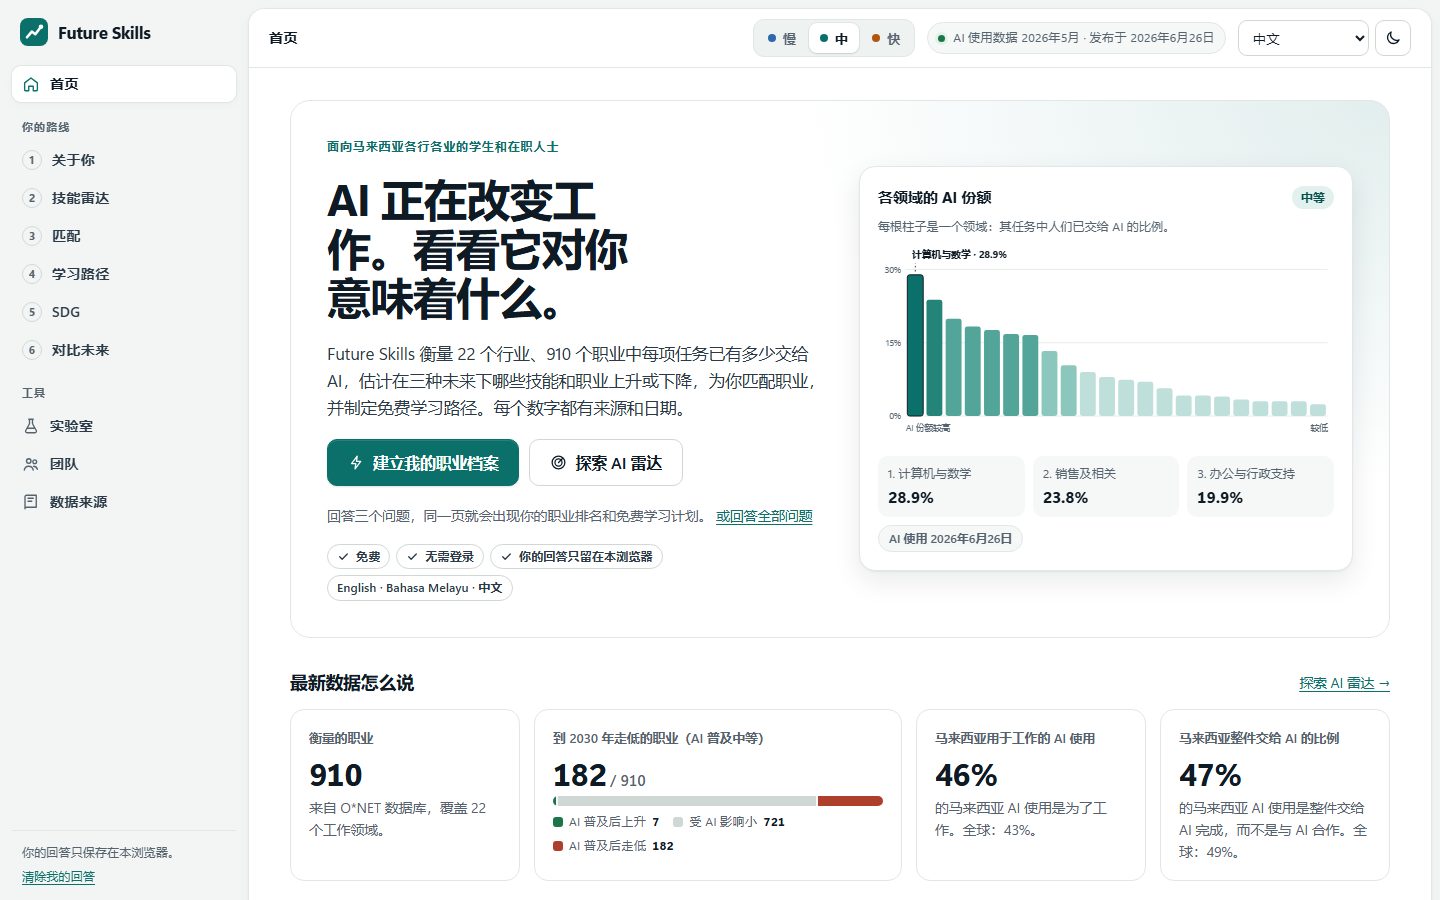 Future Skills
首页
你的路线
1 关于你
2 技能雷达
3 匹配
4 学习路径
5 SDG
6 对比未来
工具
实验室
团队
数据来源
你的回答只保存在本浏览器。
清除我的回答
首页
慢 中 快
AI 使用数据 2026年5月 · 发布于 2026年6月26日
中文
面向马来西亚各行各业的学生和在职人士
AI 正在改变工
作。看看它对你
意味着什么。
Future Skills 衡量 22 个行业、910 个职业中每项任务已有多少交给
AI，估计在三种未来下哪些技能和职业上升或下降，为你匹配职业，
并制定免费学习路径。每个数字都有来源和日期。
建立我的职业档案
探索 AI 雷达
回答三个问题，同一页就会出现你的职业排名和免费学习计划。 或回答全部问题
免费
无需登录
你的回答只留在本浏览器
English · Bahasa Melayu · 中文
各领域的 AI 份额
中等
每根柱子是一个领域：其任务中人们已交给 AI 的比例。
计算机与数学 · 28.9%
30%
15%
0%
AI 份额较高
较低
1. 计算机与数学
28.9%
2. 销售及相关
23.8%
3. 办公与行政支持
19.9%
AI 使用 2026年6月26日
最新数据怎么说
探索 AI 雷达 →
衡量的职业
910
来自 O*NET 数据库，覆盖 22
个工作领域。
到 2030 年走低的职业（AI 普及中等）
182 / 910
AI 普及后上升 7
受 AI 影响小 721
AI 普及后走低 182
马来西亚用于工作的 AI 使用
46%
的马来西亚 AI 使用是为了工
作。全球：43%。
马来西亚整件交给 AI 的比例
47%
的马来西亚 AI 使用是整件交给
AI 完成，而不是与 AI 合作。全
球：49%。